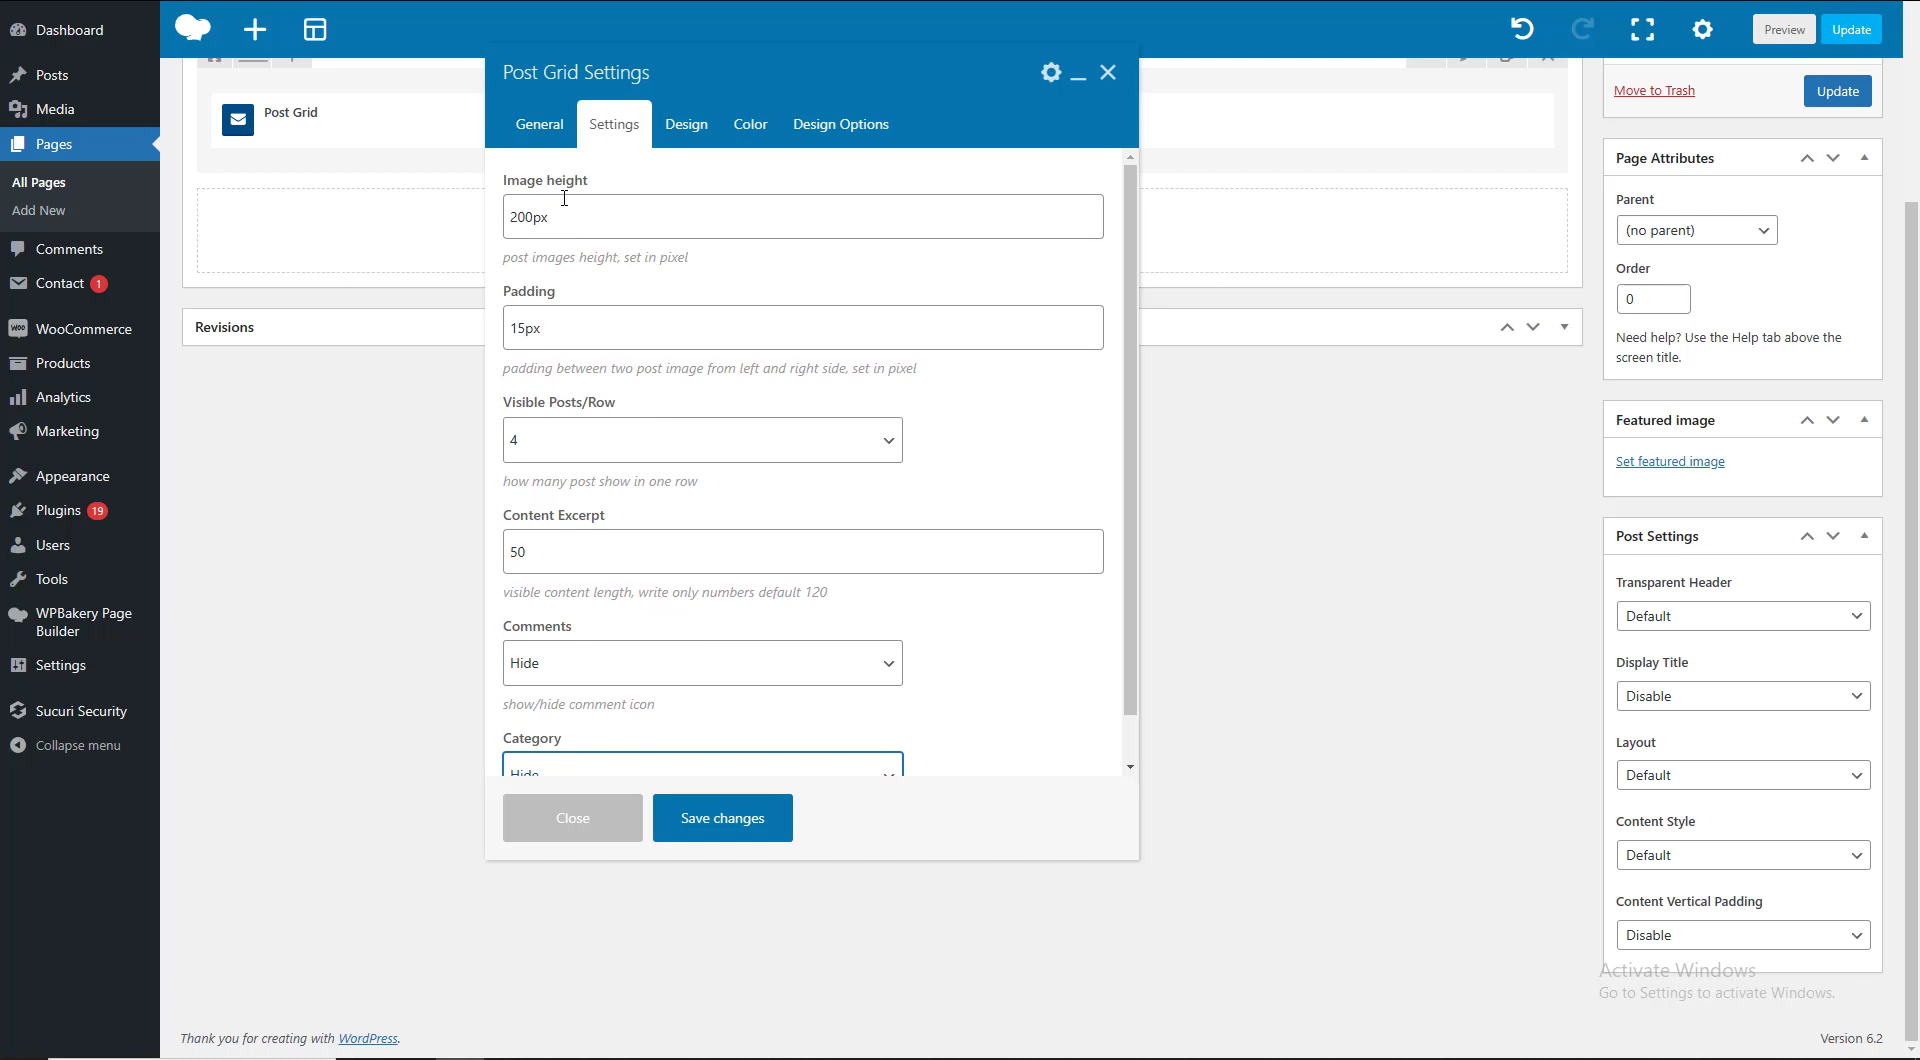 Dashboard
Posts
Media
Pages
All Pages
Add New
Comments
Contact 1
WooCommerce
Products
Analytics
Marketing
Appearance
Plugins 19
Users
Tools
WPBakery Page
Builder
Settings
Sucuri Security
Collapse menu
Preview
Update
Post Grid
Revisions
Post Grid Settings
General
Settings
Design
Color
Design Options
Image height
200px
post images height, set in pixel
Padding
15px
padding between two post image from left and right side, set in pixel
Visible Posts/Row
4
how many post show in one row
Content Excerpt
50
visible content length, write only numbers default 120
Comments
Hide
show/hide comment icon
Category
Hide
Close
Save changes
Move to Trash
Update
Page Attributes
Parent
(no parent)
Order
0
Need help? Use the Help tab above the
screen title.
Featured image
Set featured image
Post Settings
Transparent Header
Default
Display Title
Disable
Layout
Default
Content Style
Default
Content Vertical Padding
Disable
Activate Windows
Go to Settings to activate Windows.
Thank you for creating with WordPress.
Version 6.2